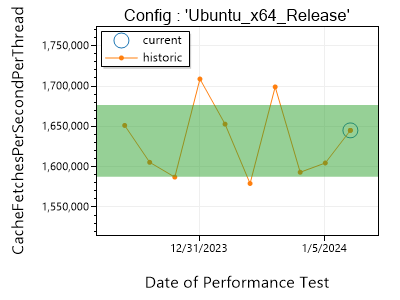 Config : 'Ubuntu_x64_Release'
CacheFetchesPerSecondPerThread
1,750,000
1,700,000
1,650,000
1,600,000
1,550,000
current
historic
12/31/2023
1/5/2024
Date of Performance Test